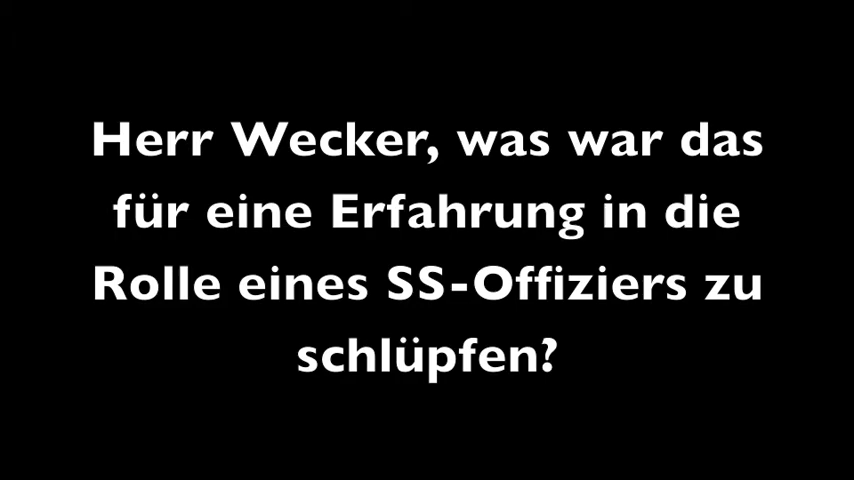 Herr Wecker, was war das
für eine Erfahrung in die
Rolle eines SS-Offiziers zu
schlüpfen?